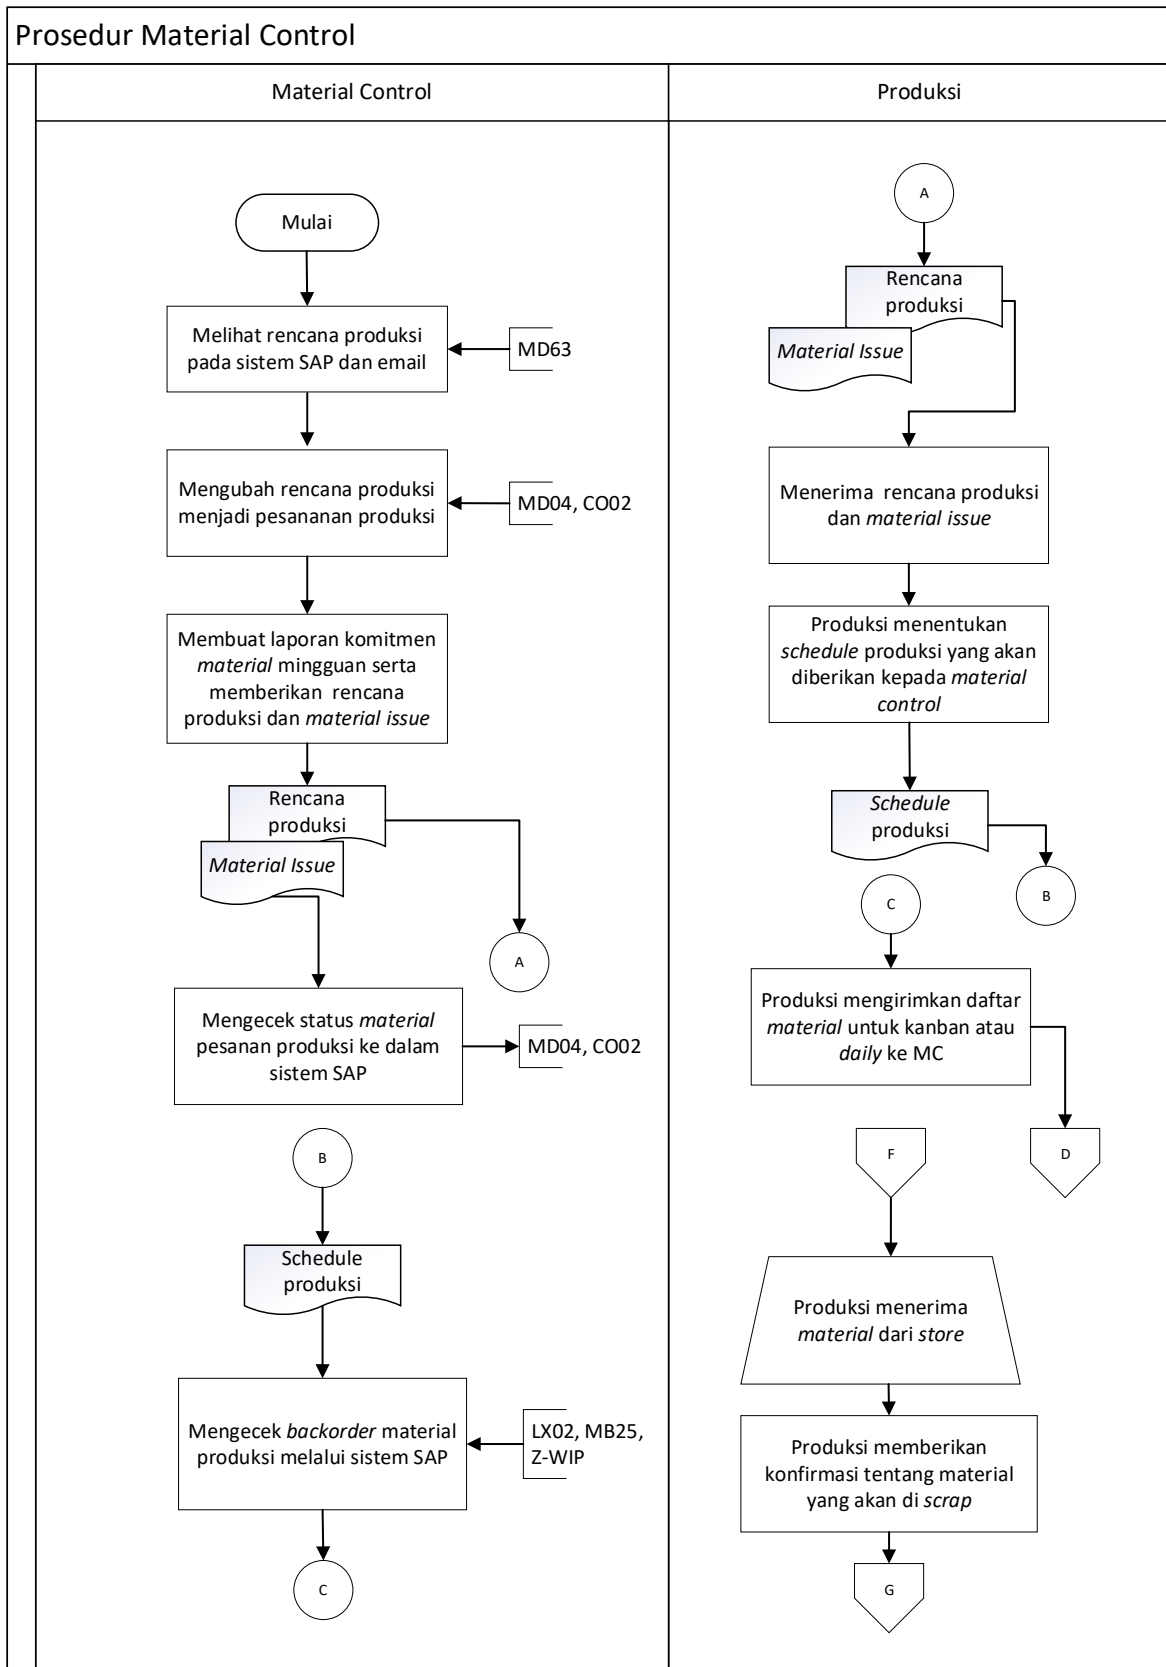 Prosedur Material Control
Material Control
Mulai
Melihat rencana produksi
pada sistem SAP dan email
MD63
Mengubah rencana produksi
menjadi pesananan produksi
MD04, CO02
Membuat laporan komitmen
material mingguan serta
memberikan rencana
produksi dan material issue
Rencana
produksi
Material Issue
A
Mengecek status material
pesanan produksi ke dalam
sistem SAP
MD04, CO02
B
Schedule
produksi
Mengecek backorder material
produksi melalui sistem SAP
LX02, MB25,
Z-WIP
C
Produksi
A
Rencana
produksi
Material Issue
Menerima  rencana produksi
dan material issue
Produksi menentukan
schedule produksi yang akan
diberikan kepada material
control
Schedule
produksi
B
C
Produksi mengirimkan daftar
material untuk kanban atau
daily ke MC
D
F
Produksi menerima
material dari store
Produksi memberikan
konfirmasi tentang material
yang akan di scrap
G